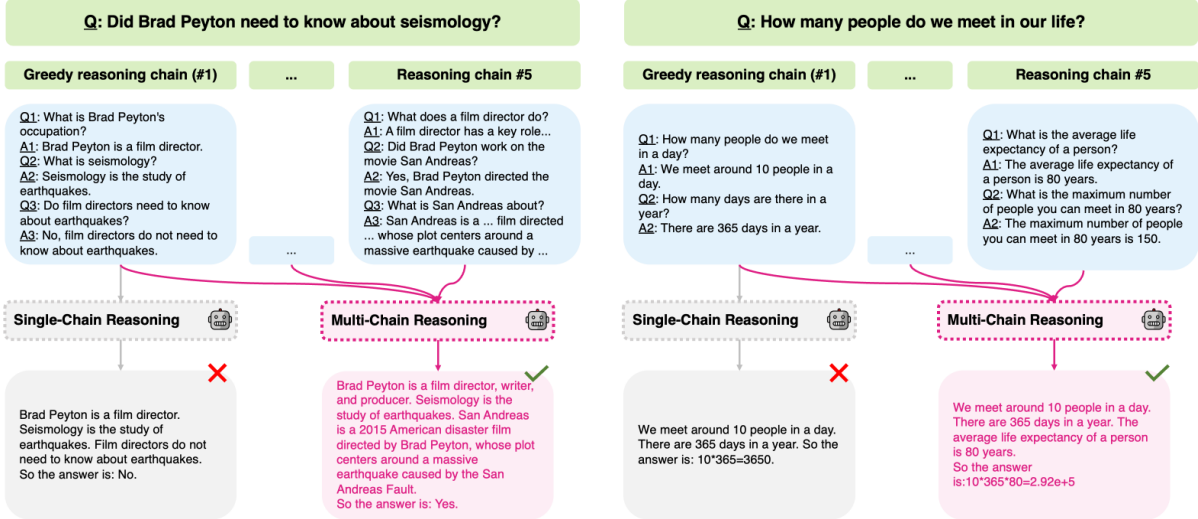 Q: Did Brad Peyton need to know about seismology?
Greedy reasoning chain (#1)
...
Reasoning chain #5
Q1: What is Brad Peyton's
occupation?
A1: Brad Peyton is a film director.
Q2: What is seismology?
A2: Seismology is the study of
earthquakes.
Q3: Do film directors need to know
about earthquakes?
A3: No, film directors do not need to
know about earthquakes.
...
Q1: What does a film director do?
A1: A film director has a key role...
Q2: Did Brad Peyton work on the
movie San Andreas?
A2: Yes, Brad Peyton directed the
movie San Andreas.
Q3: What is San Andreas about?
A3: San Andreas is a ... film directed
... whose plot centers around a
massive earthquake caused by ...
Single-Chain Reasoning
Multi-Chain Reasoning
Brad Peyton is a film director.
Seismology is the study of
earthquakes. Film directors do not
need to know about earthquakes.
So the answer is: No.
Brad Peyton is a film director, writer,
and producer. Seismology is the
study of earthquakes. San Andreas
is a 2015 American disaster film
directed by Brad Peyton, whose plot
centers around a massive
earthquake caused by the San
Andreas Fault.
So the answer is: Yes.
Q: How many people do we meet in our life?
Greedy reasoning chain (#1)
...
Reasoning chain #5
Q1: How many people do we meet
in a day?
A1: We meet around 10 people in a
day.
Q2: How many days are there in a
year?
A2: There are 365 days in a year.
...
Q1: What is the average life
expectancy of a person?
A1: The average life expectancy of
a person is 80 years.
Q2: What is the maximum number
of people you can meet in 80 years?
A2: The maximum number of people
you can meet in 80 years is 150.
Single-Chain Reasoning
Multi-Chain Reasoning
We meet around 10 people in a day.
There are 365 days in a year. So the
answer is: 10*365=3650.
We meet around 10 people in a day.
There are 365 days in a year. The
average life expectancy of a person
is 80 years.
So the answer
is:10*365*80=2.92e+5